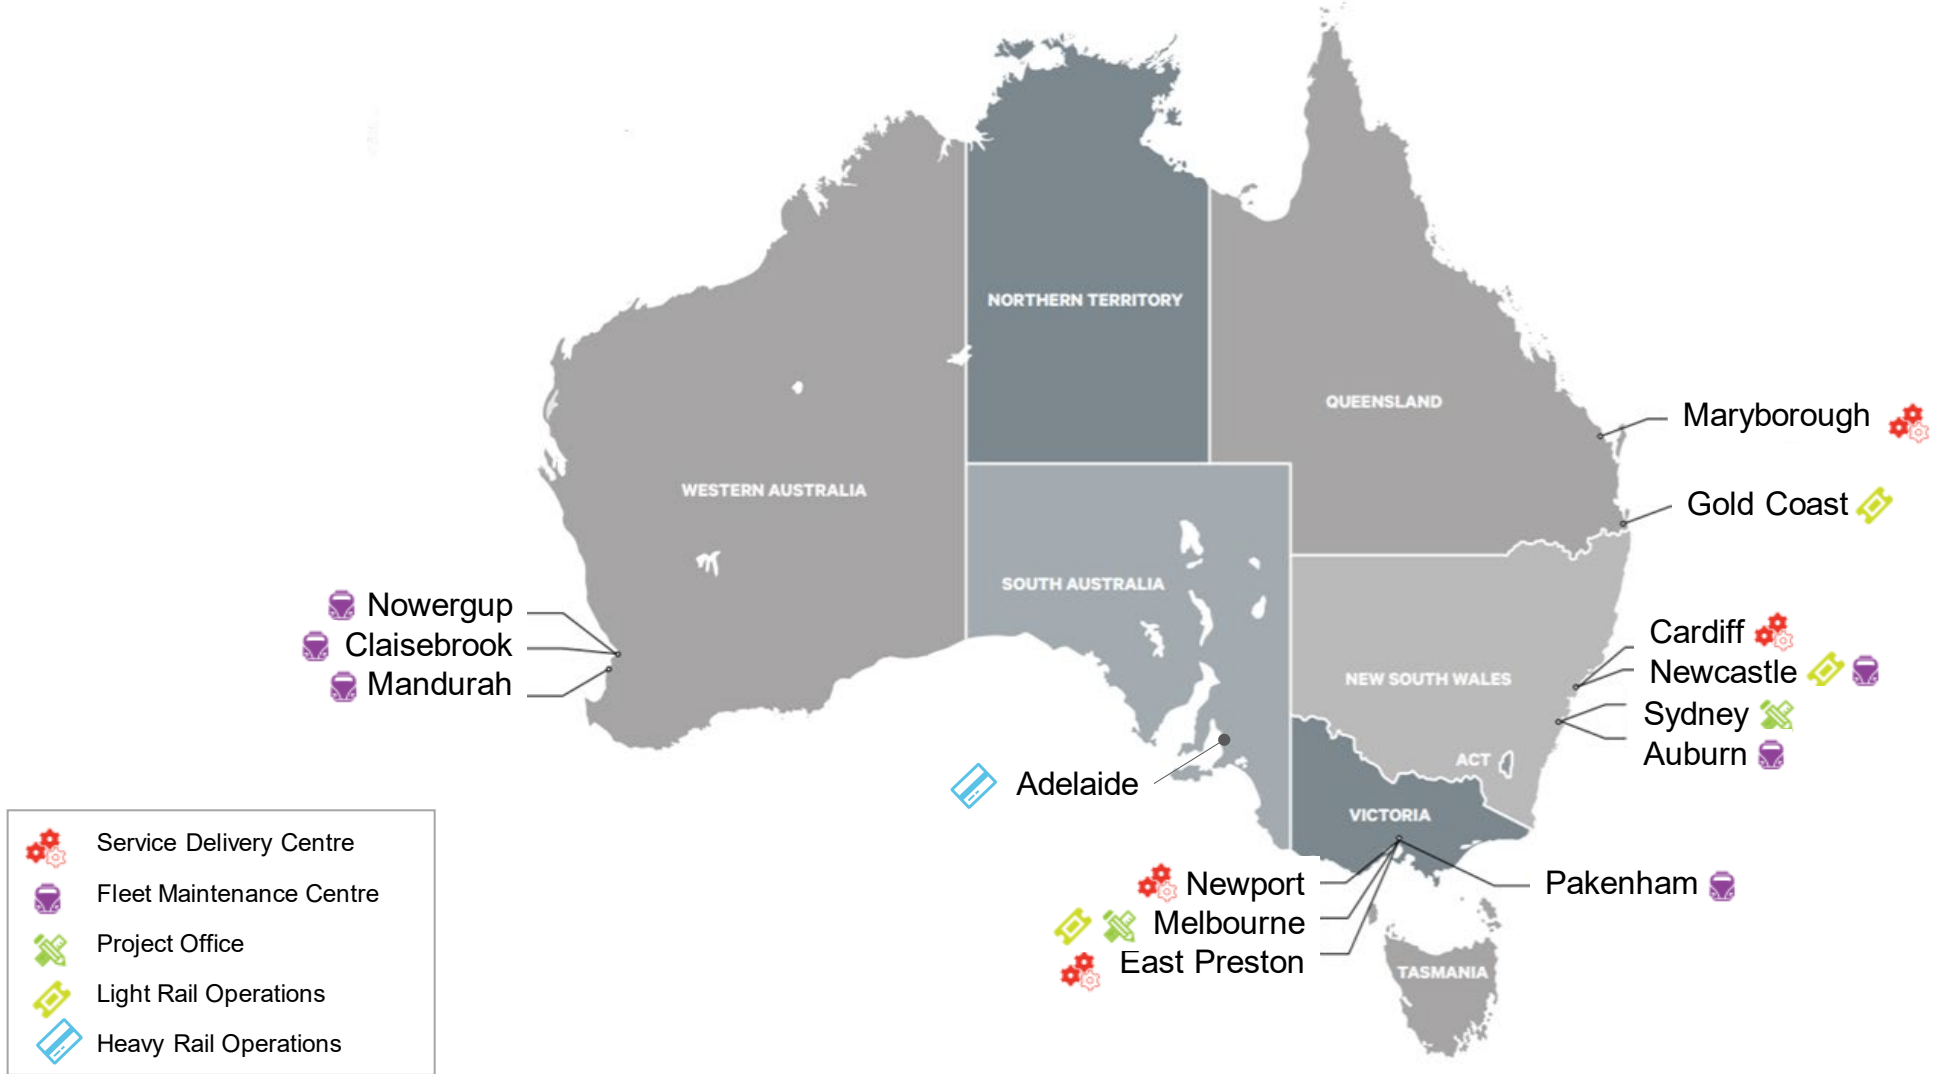 NORTHERN TERRITORY
QUEENSLAND
Maryborough
WESTERN AUSTRALIA
Gold Coast
SOUTH AUSTRALIA
Nowergup
Claisebrook
Mandurah
Cardiff
Newcastle
NEW SOUTH WALES
Sydney
Auburn
ACT
Adelaide
VICTORIA
Newport
Pakenham
Melbourne
East Preston
TASMANIA
Service Delivery Centre
Fleet Maintenance Centre
Project Office
Light Rail Operations
Heavy Rail Operations